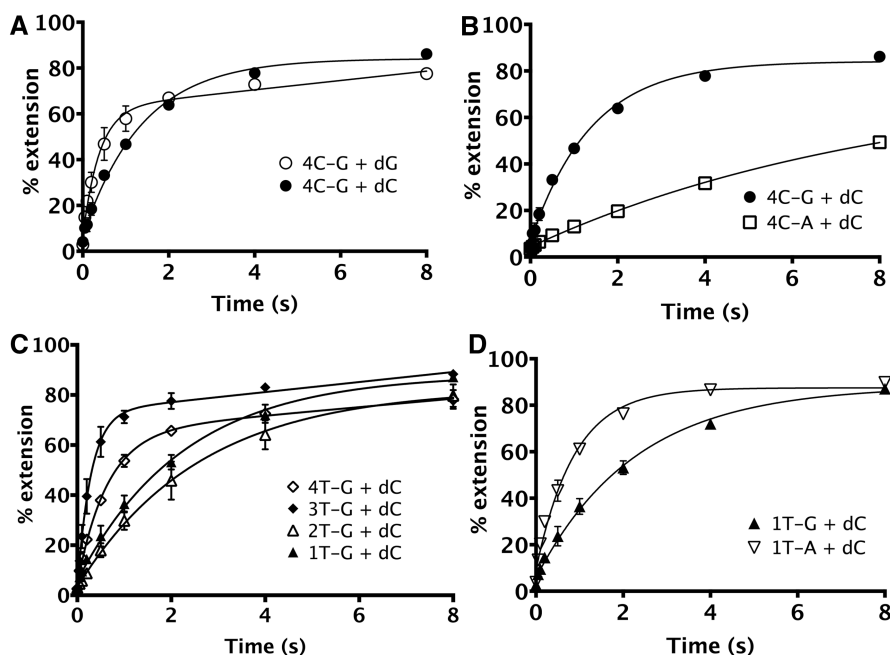 A
% extension
100
80
60
40
20
0
0
2
4
6
8
Time (s)
4C-G + dG
4C-G + dC
B
% extension
100
80
60
40
20
0
0
2
4
6
8
Time (s)
4C-G + dC
4C-A + dC
C
% extension
100
80
60
40
20
0
0
2
4
6
8
Time (s)
4T-G + dC
3T-G + dC
2T-G + dC
1T-G + dC
D
% extension
100
80
60
40
20
0
0
2
4
6
8
Time (s)
1T-G + dC
1T-A + dC